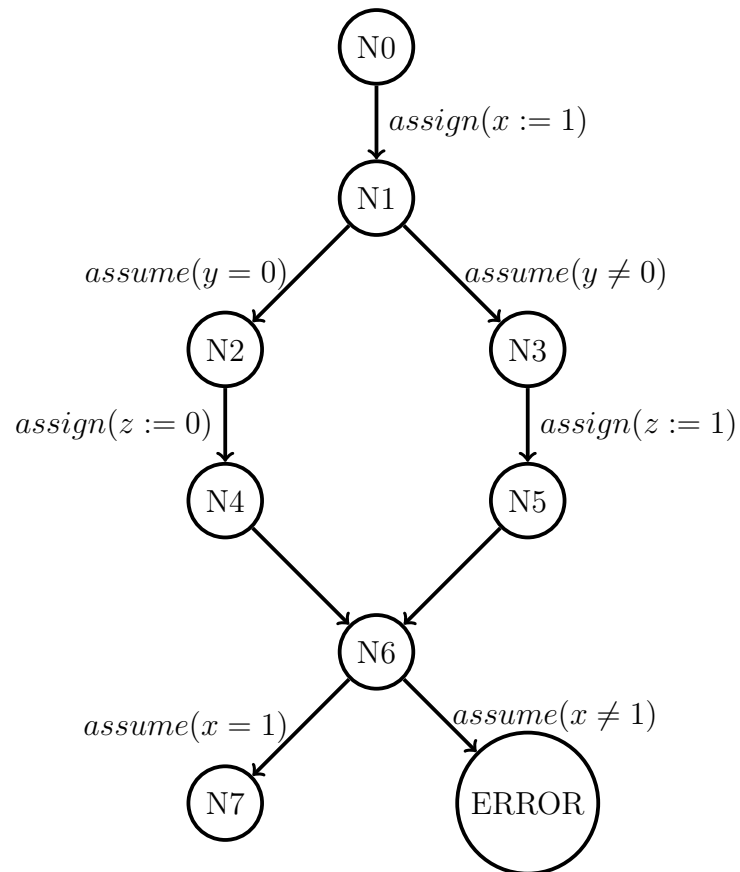 N0
assign(x := 1)
N1
assume(y = 0)
assume(y ≠ 0)
N2
N3
assign(z := 0)
assign(z := 1)
N4
N5
N6
assume(x = 1)
assume(x ≠ 1)
N7
ERROR